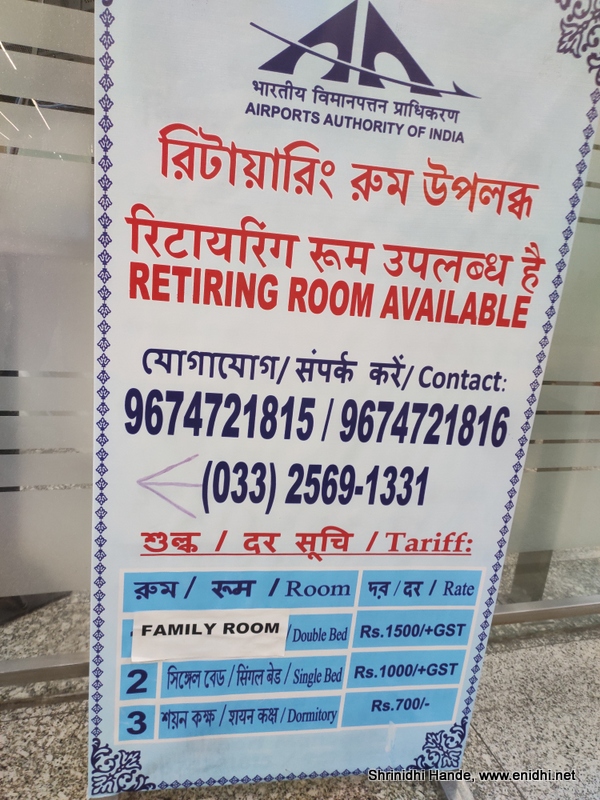 भारतीय विमानपत्तन प्राधिकरण
AIRPORTS AUTHORITY OF INDIA
রিটায়ারিং রুম উপলব্ধ
रिटायरिंग रूम उपलब्ध है
RETIRING ROOM AVAILABLE
যোগাযোগ/ संपर्क करें/ Contact:
9674721815 / 9674721816
(033) 2569-1331
শুল্ক / दर सूचि / Tariff:
রুম / रूम / Room দর / दर / Rate
FAMILY ROOM / Double Bed Rs.1500/+GST
2 সিঙ্গেল বেড / सिंगल बेड / Single Bed Rs.1000/+GST
3 শয়ন কক্ষ / शयन कक्ष / Dormitory Rs.700/-
Shrinidhi Hande, www.enidhi.net